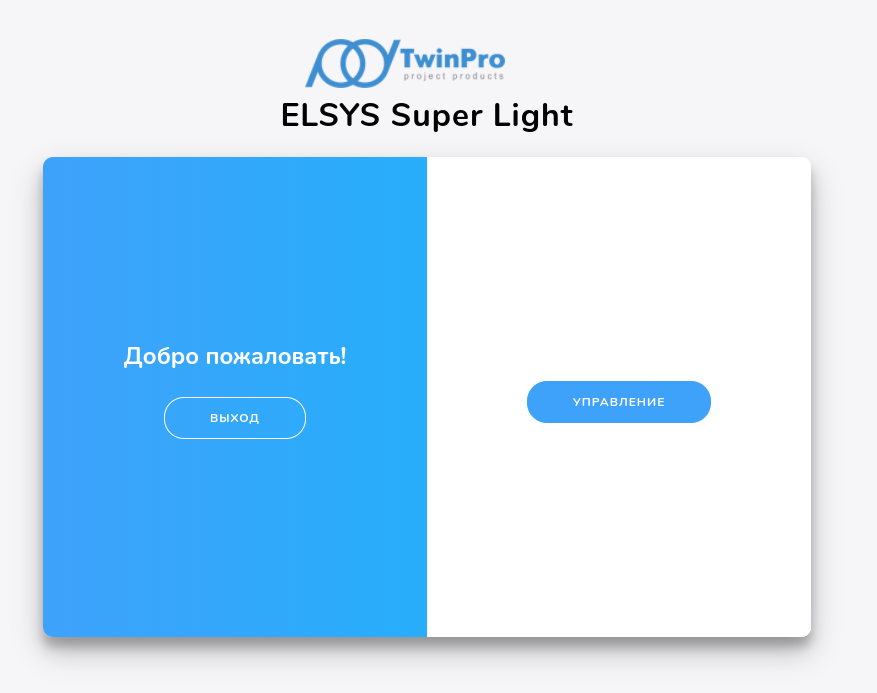 TwinPro
project products
ELSYS Super Light
Добро пожаловать!
ВЫХОД
УПРАВЛЕНИЕ